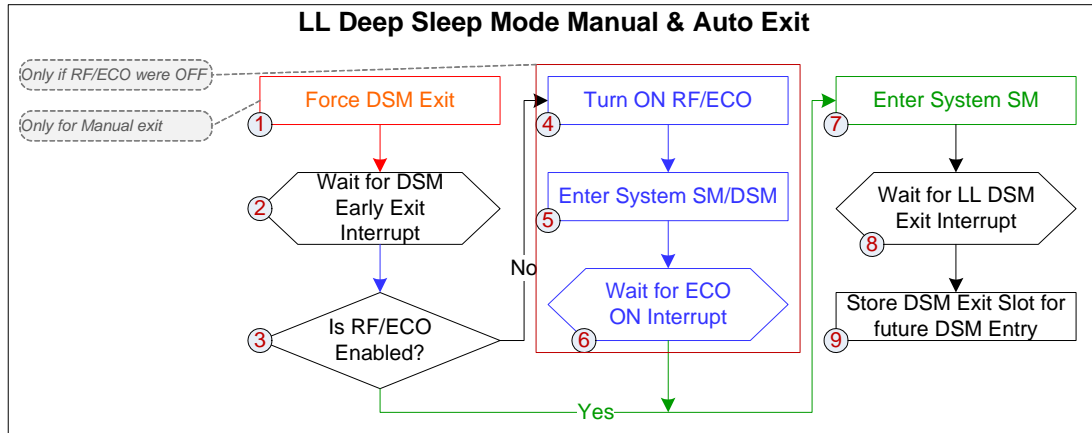 LL Deep Sleep Mode Manual & Auto Exit
Only if RF/ECO were OFF
Only for Manual exit
Force DSM Exit
1
Wait for DSM
Early Exit
Interrupt
2
Is RF/ECO
Enabled?
3
No
Yes
Turn ON RF/ECO
4
Enter System SM/DSM
5
Wait for ECO
ON Interrupt
6
Enter System SM
7
Wait for LL DSM
Exit Interrupt
8
Store DSM Exit Slot for
future DSM Entry
9